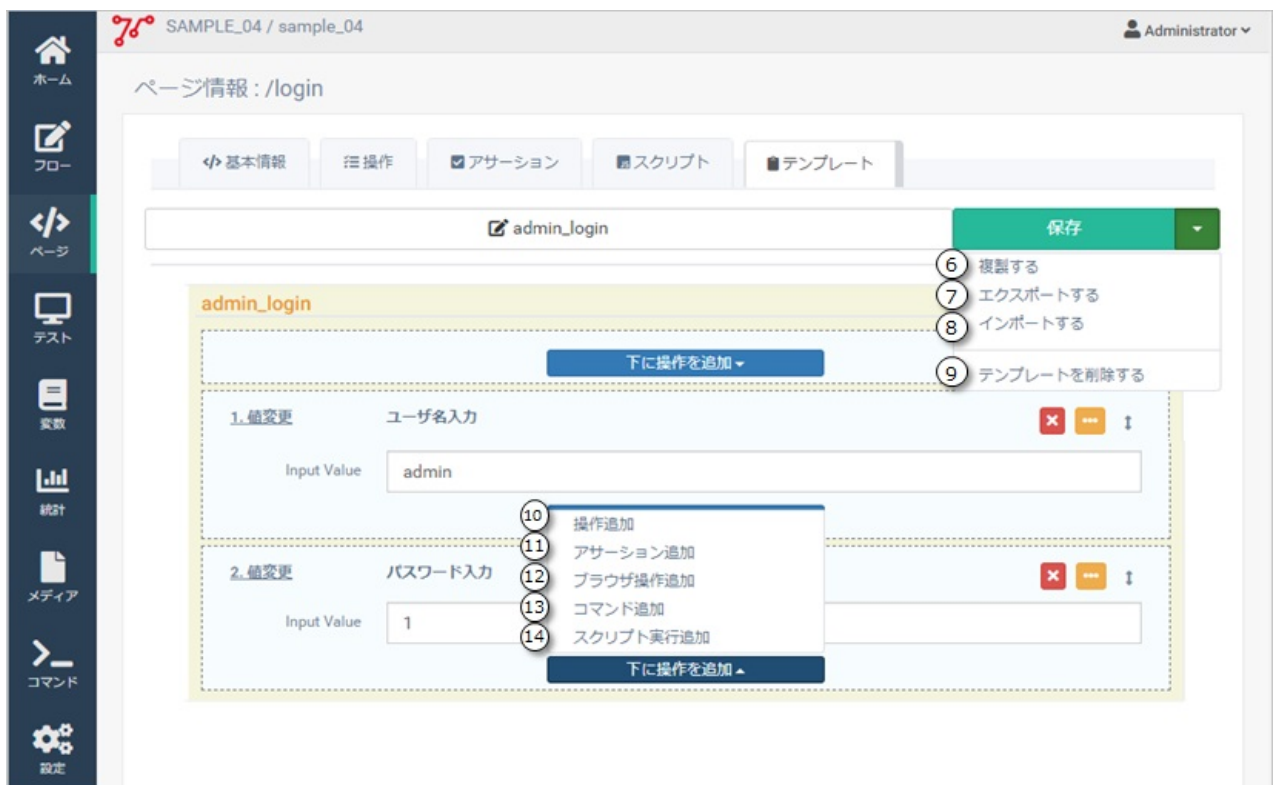 SAMPLE_04 / sample_04
Administrator
ホーム
フロー
ページ
テスト
変数
統計
メディア
コマンド
設定
ページ情報 : /login
基本情報
操作
アサーション
スクリプト
テンプレート
admin_login
保存
⑥ 複製する
⑦ エクスポートする
⑧ インポートする
⑨ テンプレートを削除する
admin_login
下に操作を追加
1. 値変更 ユーザ名入力
Input Value admin
⑩ 操作追加
⑪ アサーション追加
⑫ ブラウザ操作追加
⑬ コマンド追加
⑭ スクリプト実行追加
2. 値変更 パスワード入力
Input Value 1
下に操作を追加